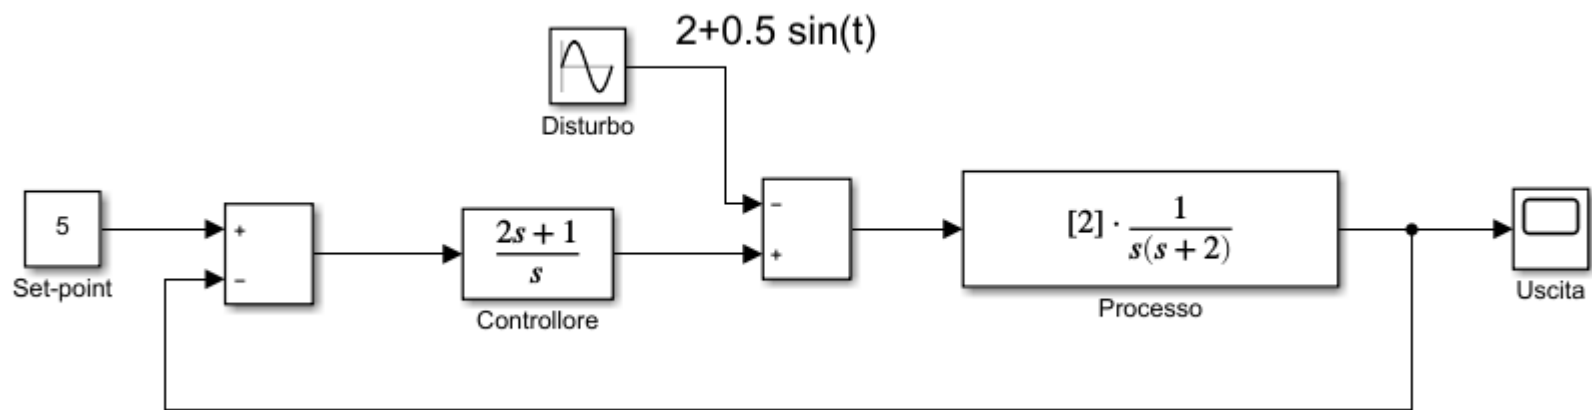 2+0.5 sin(t)
Disturbo
5
Set-point
+
−
2s + 1
s
Controllore
−
+
[2] · 1
s(s + 2)
Processo
Uscita